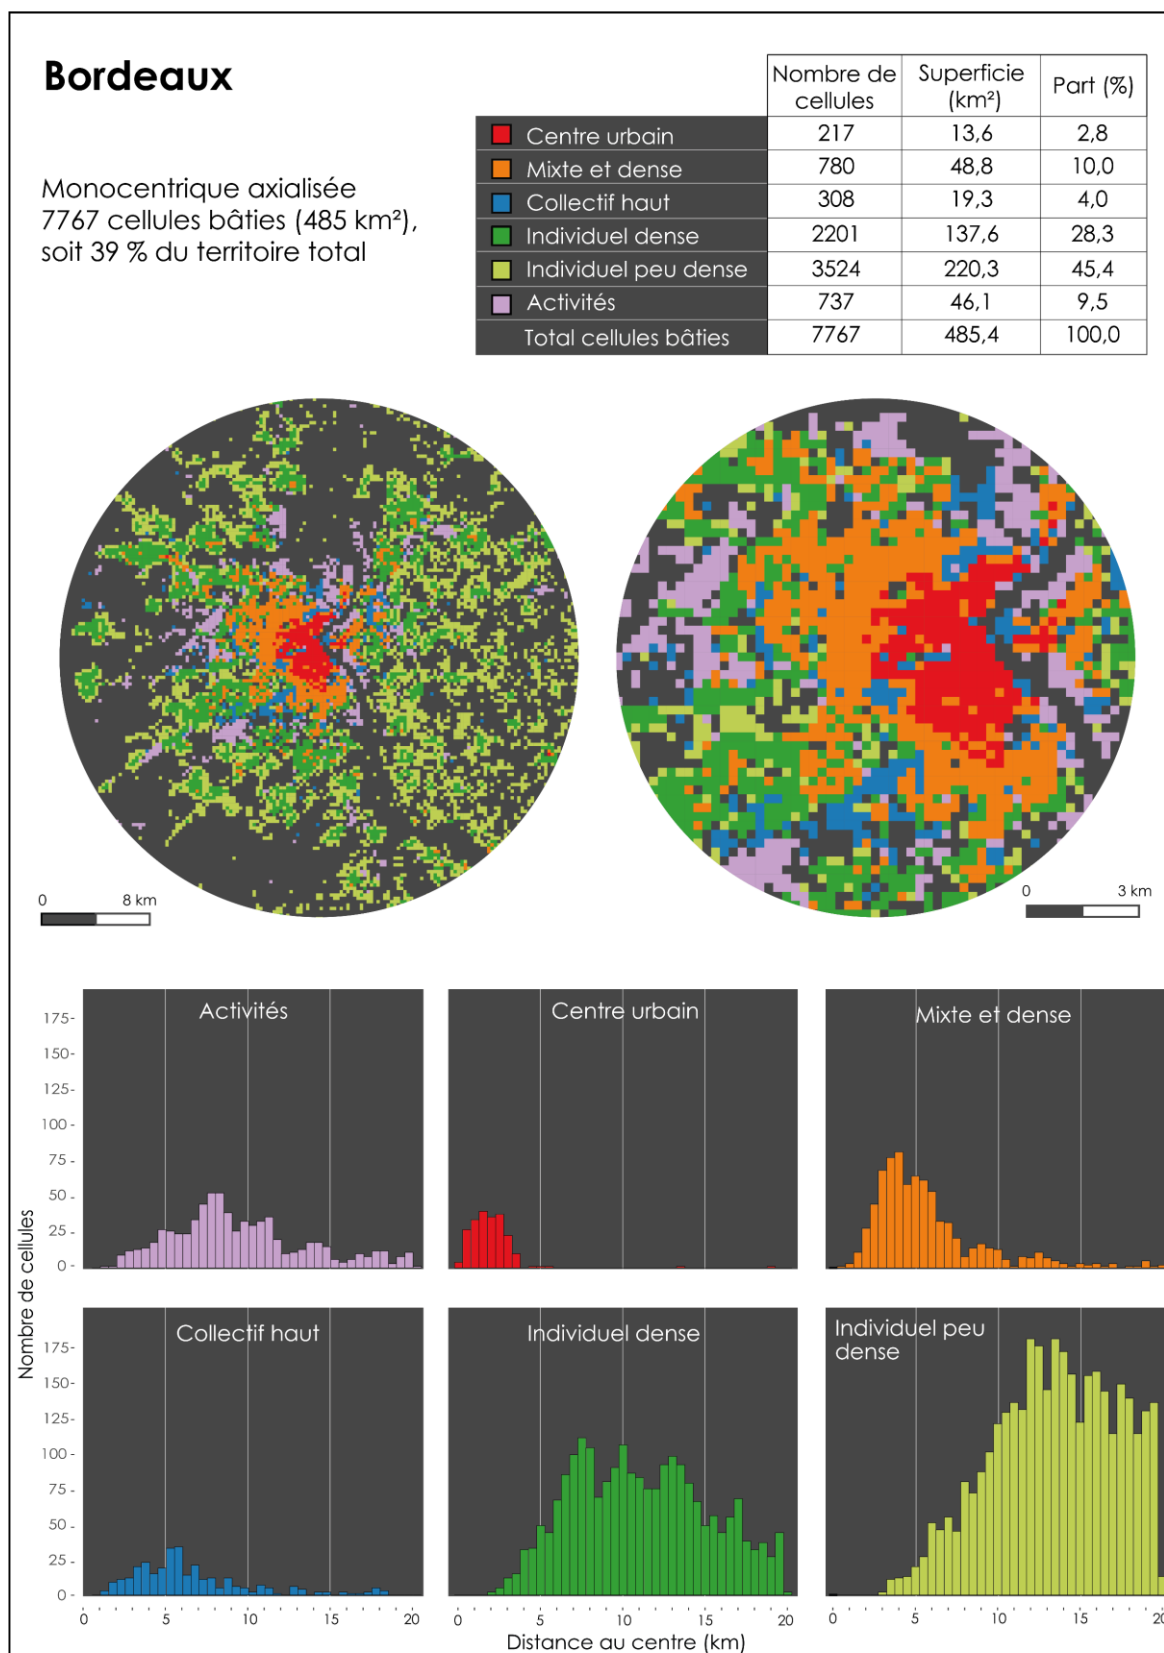 Bordeaux
Monocentrique axialisée
7767 cellules bâties (485 km²),
soit 39 % du territoire total
Nombre de cellules Superficie (km²) Part (%)
Centre urbain 217 13,6 2,8
Mixte et dense 780 48,8 10,0
Collectif haut 308 19,3 4,0
Individuel dense 2201 137,6 28,3
Individuel peu dense 3524 220,3 45,4
Activités 737 46,1 9,5
Total cellules bâties 7767 485,4 100,0
0 8 km
0 3 km
Nombre de cellules
Activités
Centre urbain
Mixte et dense
175-
150-
125-
100-
75-
50-
25-
0-
Collectif haut
Individuel dense
Individuel peu
dense
175-
150-
125-
100-
75-
50-
25-
0-
0 5 10 15 20
0 5 10 15 20
0 5 10 15 20
Distance au centre (km)